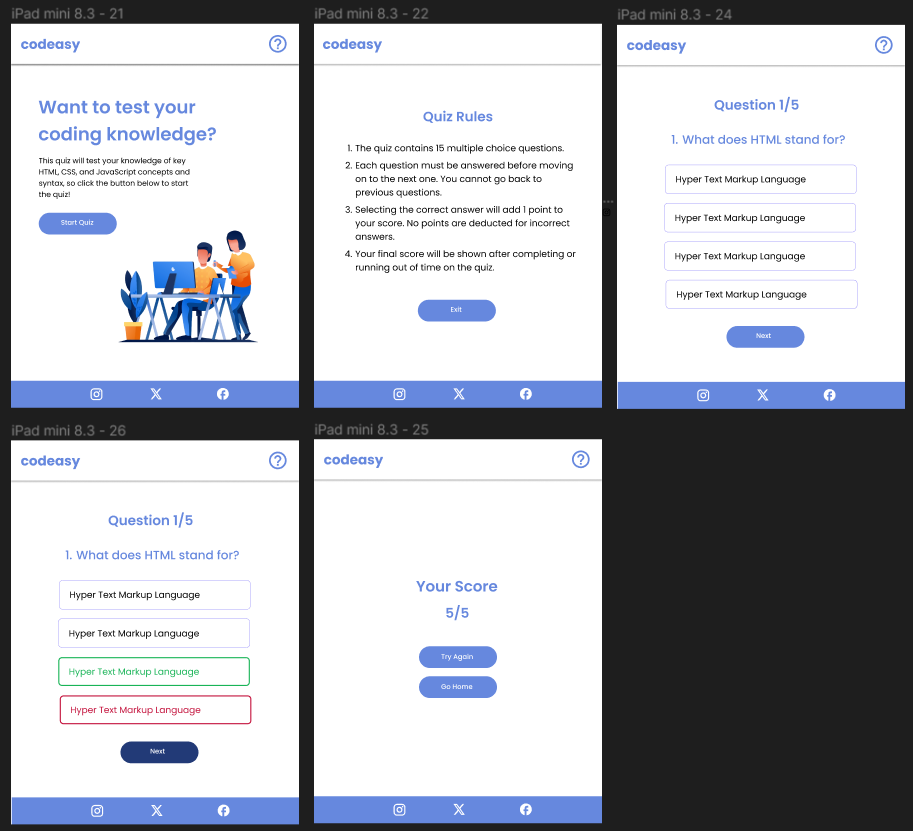 iPad mini 8.3 - 21
codeasy
Want to test your
coding knowledge?
This quiz will test your knowledge of key
HTML, CSS, and JavaScript concepts and
syntax, so click the button below to start
the quiz!
Start Quiz
iPad mini 8.3 - 22
codeasy
Quiz Rules
1. The quiz contains 15 multiple choice questions.
2. Each question must be answered before moving
on to the next one. You cannot go back to
previous questions.
3. Selecting the correct answer will add 1 point to
your score. No points are deducted for incorrect
answers.
4. Your final score will be shown after completing or
running out of time on the quiz.
Exit
iPad mini 8.3 - 24
codeasy
Question 1/5
1. What does HTML stand for?
Hyper Text Markup Language
Hyper Text Markup Language
Hyper Text Markup Language
Hyper Text Markup Language
Next
iPad mini 8.3 - 26
codeasy
Question 1/5
1. What does HTML stand for?
Hyper Text Markup Language
Hyper Text Markup Language
Hyper Text Markup Language
Hyper Text Markup Language
Next
iPad mini 8.3 - 25
codeasy
Your Score
5/5
Try Again
Go Home